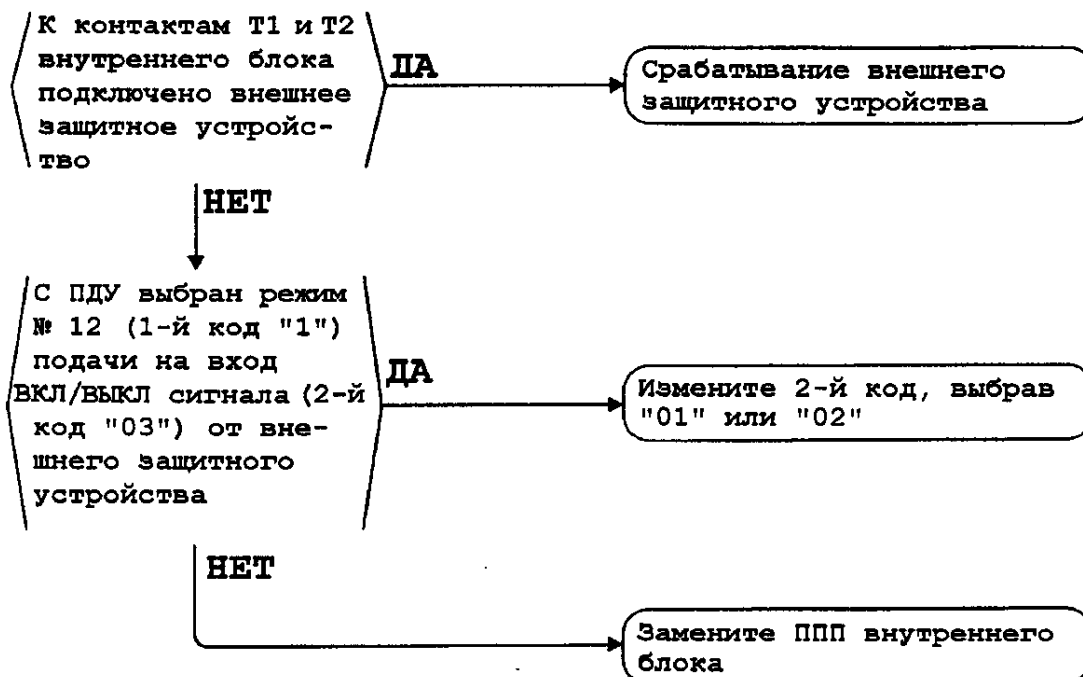 К контактам Т1 и Т2
внутреннего блока
подключено внешнее
защитное устройс-
тво
ДА
Срабатывание внешнего
защитного устройства
НЕТ
С ПДУ выбран режим
№ 12 (1-й код "1")
подачи на вход
ВКЛ/ВЫКЛ сигнала (2-й
код "03") от вне-
шнего защитного
устройства
ДА
Измените 2-й код, выбрав
"01" или "02"
НЕТ
Замените ППП внутреннего
блока